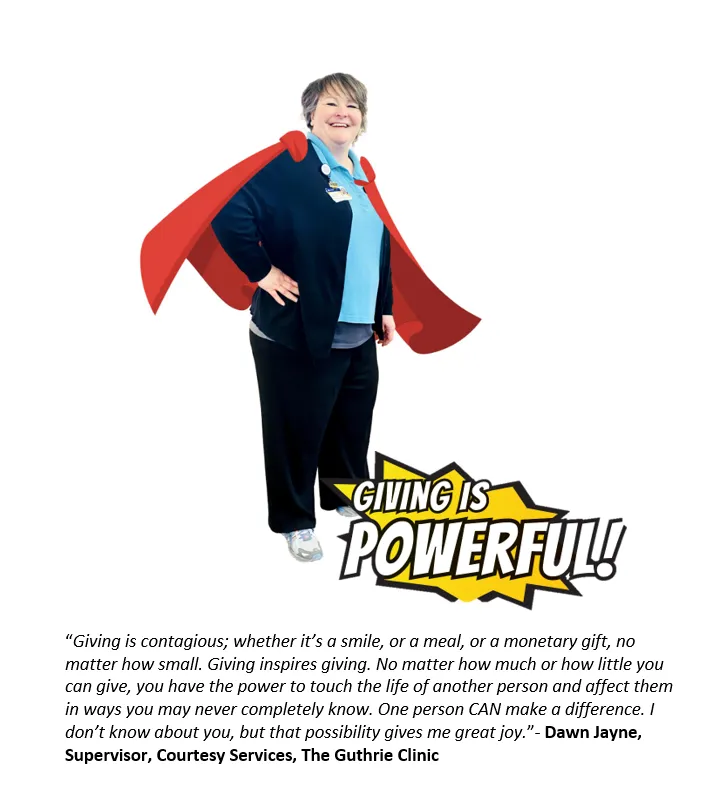 GIVING IS
POWERFUL!!
“Giving is contagious; whether it’s a smile, or a meal, or a monetary gift, no
matter how small. Giving inspires giving. No matter how much or how little you
can give, you have the power to touch the life of another person and affect them
in ways you may never completely know. One person CAN make a difference. I
don’t know about you, but that possibility gives me great joy.”- Dawn Jayne,
Supervisor, Courtesy Services, The Guthrie Clinic